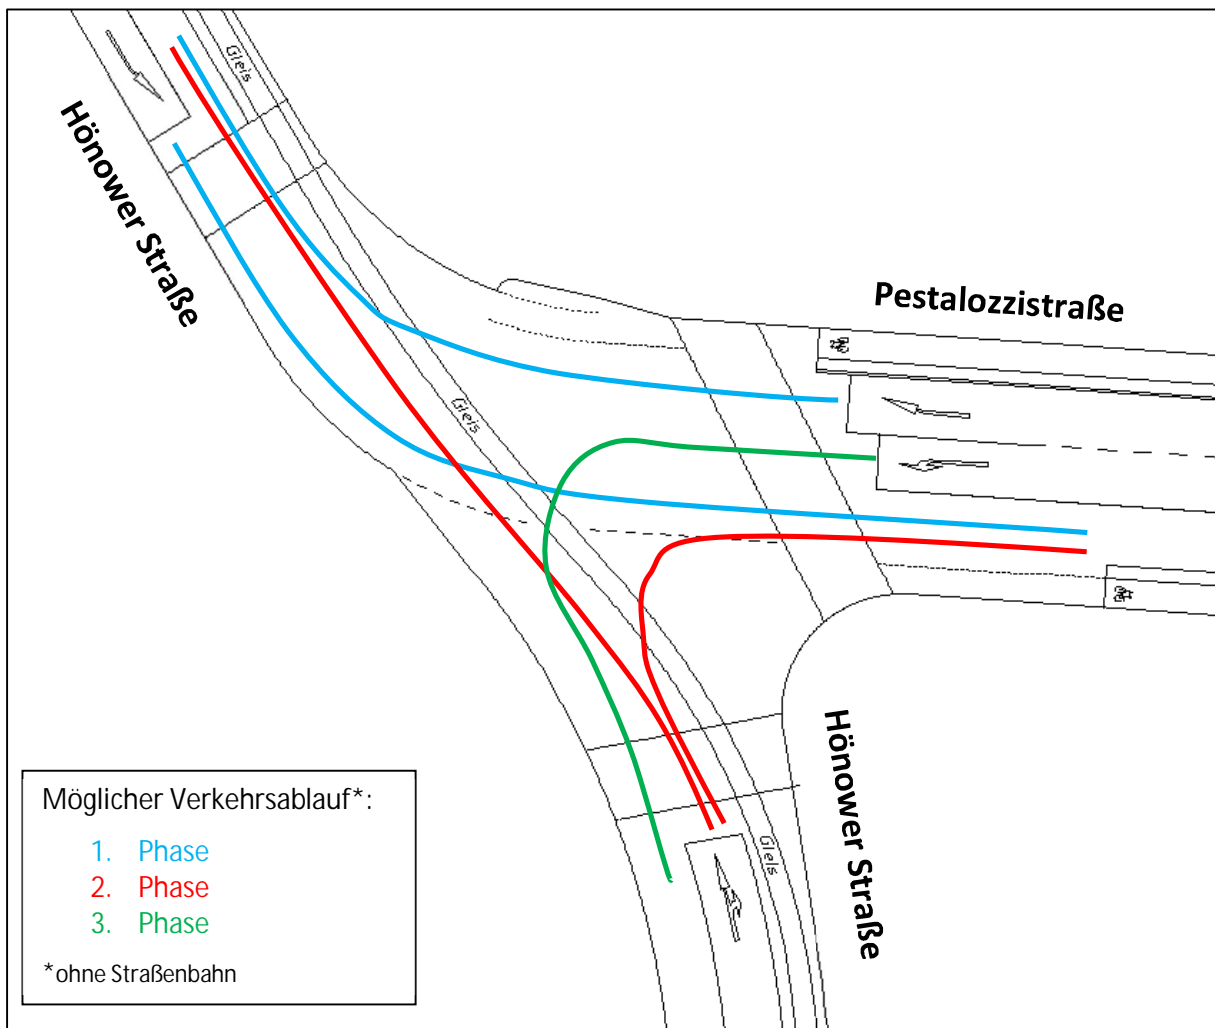 Gleis
Hönower Straße
Pestalozzistraße
Gleis
Hönower Straße
Gleis
Möglicher Verkehrsablauf*:
1. Phase
2. Phase
3. Phase
*ohne Straßenbahn